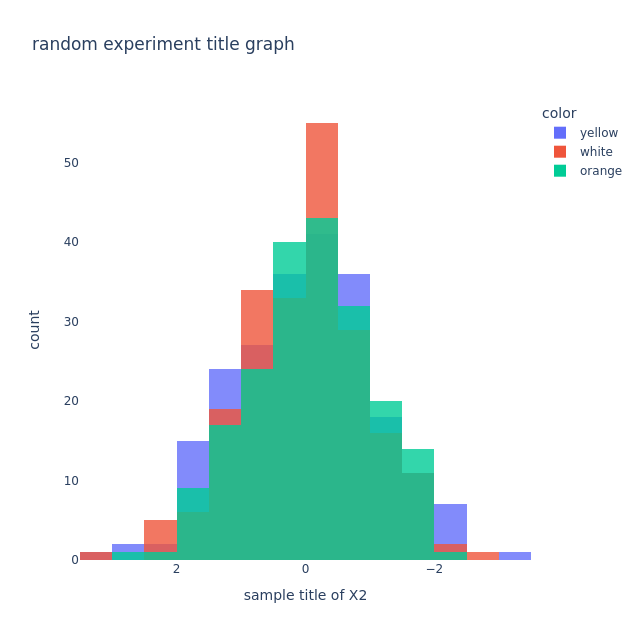 random experiment title graph
color
yellow
white
orange
50
40
30
20
10
0
2
0
−2
count
sample title of X2